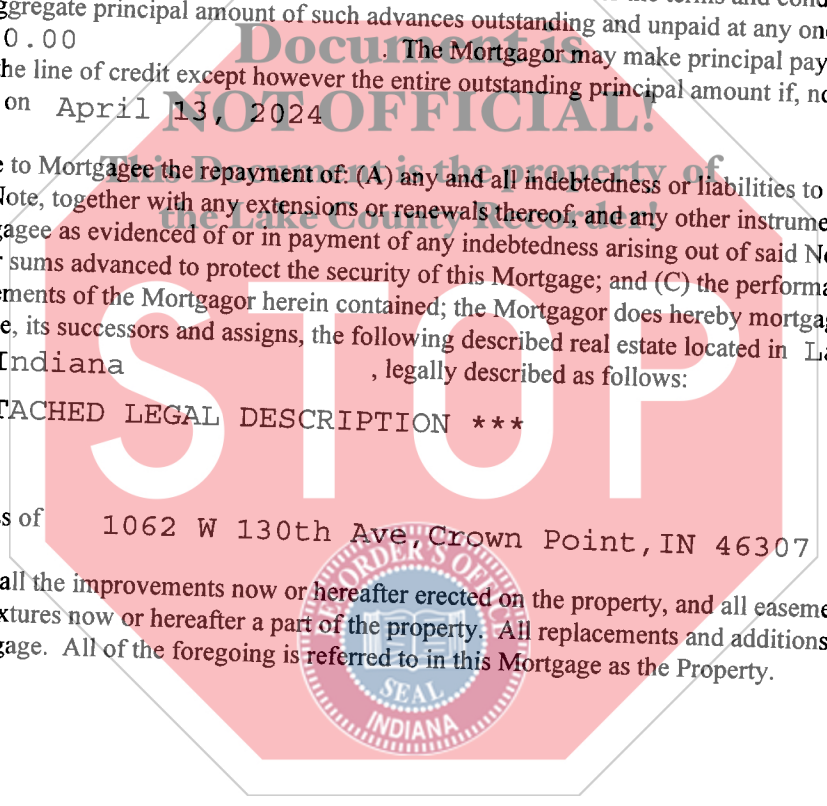 ggregate principal amount of such advances outstanding and unpaid at any on
0.00 . The Mortgagor may make principal pay
he line of credit except however the entire outstanding principal amount if, no
on April 13, 2024
Document is
NOT OFFICIAL!
This Document is the property of
the Lake County Recorder!
e to Mortgagee the repayment of: (A) any and all indebtedness or liabilities to
Note, together with any extensions or renewals thereof, and any other instrume
gagee as evidenced of or in payment of any indebtedness arising out of said No
r sums advanced to protect the security of this Mortgage; and (C) the performa
ements of the Mortgagor herein contained; the Mortgagor does hereby mortgag
e, its successors and assigns, the following described real estate located in La
Indiana , legally described as follows:
STOP
TACHED LEGAL DESCRIPTION ***
s of 1062 W 130th Ave,Crown Point,IN 46307
all the improvements now or hereafter erected on the property, and all easeme
xtures now or hereafter a part of the property. All replacements and additions
gage. All of the foregoing is referred to in this Mortgage as the Property.
RECORDER'S OFFICE
SEAL
INDIANA